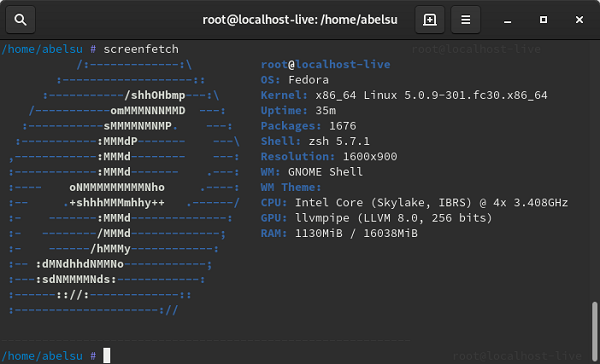 root@localhost-live: /home/abelsu
/home/abelsu # screenfetch root@localhost-live
/:-------------:\ root@localhost-live
:-------------------:: OS: Fedora
:-----------/shhOHbmp---:\ Kernel: x86_64 Linux 5.0.9-301.fc30.x86_64
/-----------omMMMNNNMMD ---: Uptime: 35m
:-----------sMMMMNMNMP. ---: Packages: 1676
:-----------:MMMdP------- ---\ Shell: zsh 5.7.1
,------------:MMMd-------- ---: Resolution: 1600x900
:------------:MMMd------- .---: WM: GNOME Shell
:---- oNMMMMMMMMMNho .----: WM Theme:
:-- .+shhhMMMmhhy++ .------/ CPU: Intel Core (Skylake, IBRS) @ 4x 3.408GHz
:- -------:MMMd--------------: GPU: llvmpipe (LLVM 8.0, 256 bits)
:- --------/MMMd-------------; RAM: 1130MiB / 16038MiB
:- ------/hMMMy------------:
:-- :dMNdhhdNMMNo------------;
:---:sdNMMMMNds:------------:
:------:://:-------------::
:---------------------://
/home/abelsu # root@localhost-live